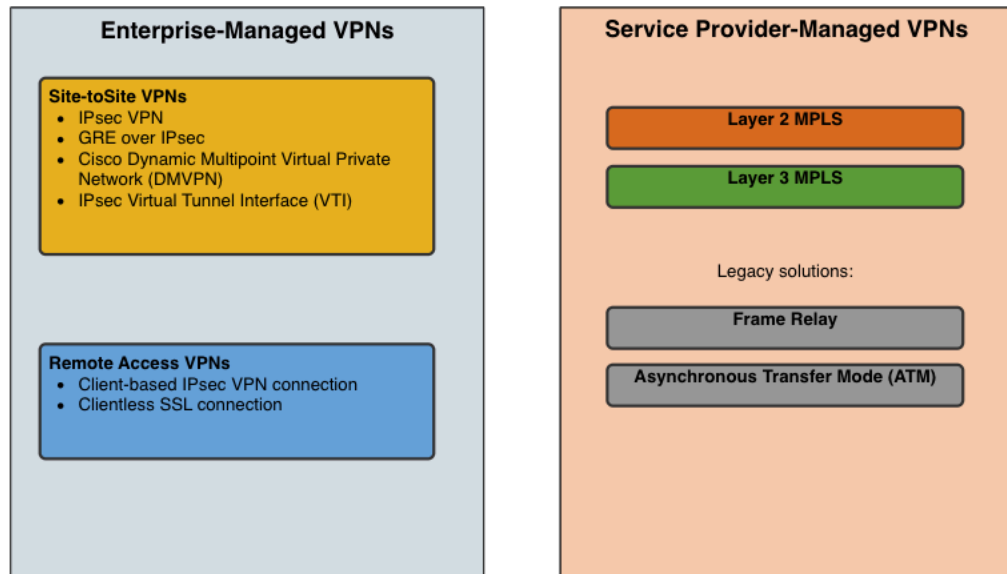 Enterprise-Managed VPNs
Site-toSite VPNs
• IPsec VPN
• GRE over IPsec
• Cisco Dynamic Multipoint Virtual Private
Network (DMVPN)
• IPsec Virtual Tunnel Interface (VTI)
Remote Access VPNs
• Client-based IPsec VPN connection
• Clientless SSL connection
Service Provider-Managed VPNs
Layer 2 MPLS
Layer 3 MPLS
Legacy solutions:
Frame Relay
Asynchronous Transfer Mode (ATM)